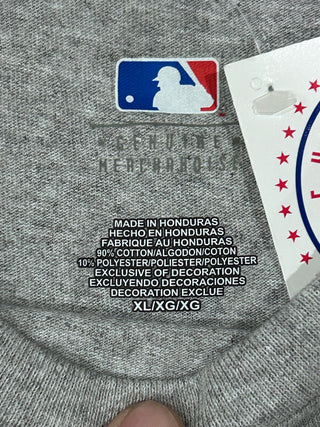 GENUINE
MERCHANDISE
MADE IN HONDURAS
HECHO EN HONDURAS
FABRIQUE AU HONDURAS
90% COTTON/ALGODON/COTON
10% POLYESTER/POLIESTER/POLYESTER
EXCLUSIVE OF DECORATION
EXCLUYENDO DECORACIONES
DECORATION EXCLUE
XL/XG/XG